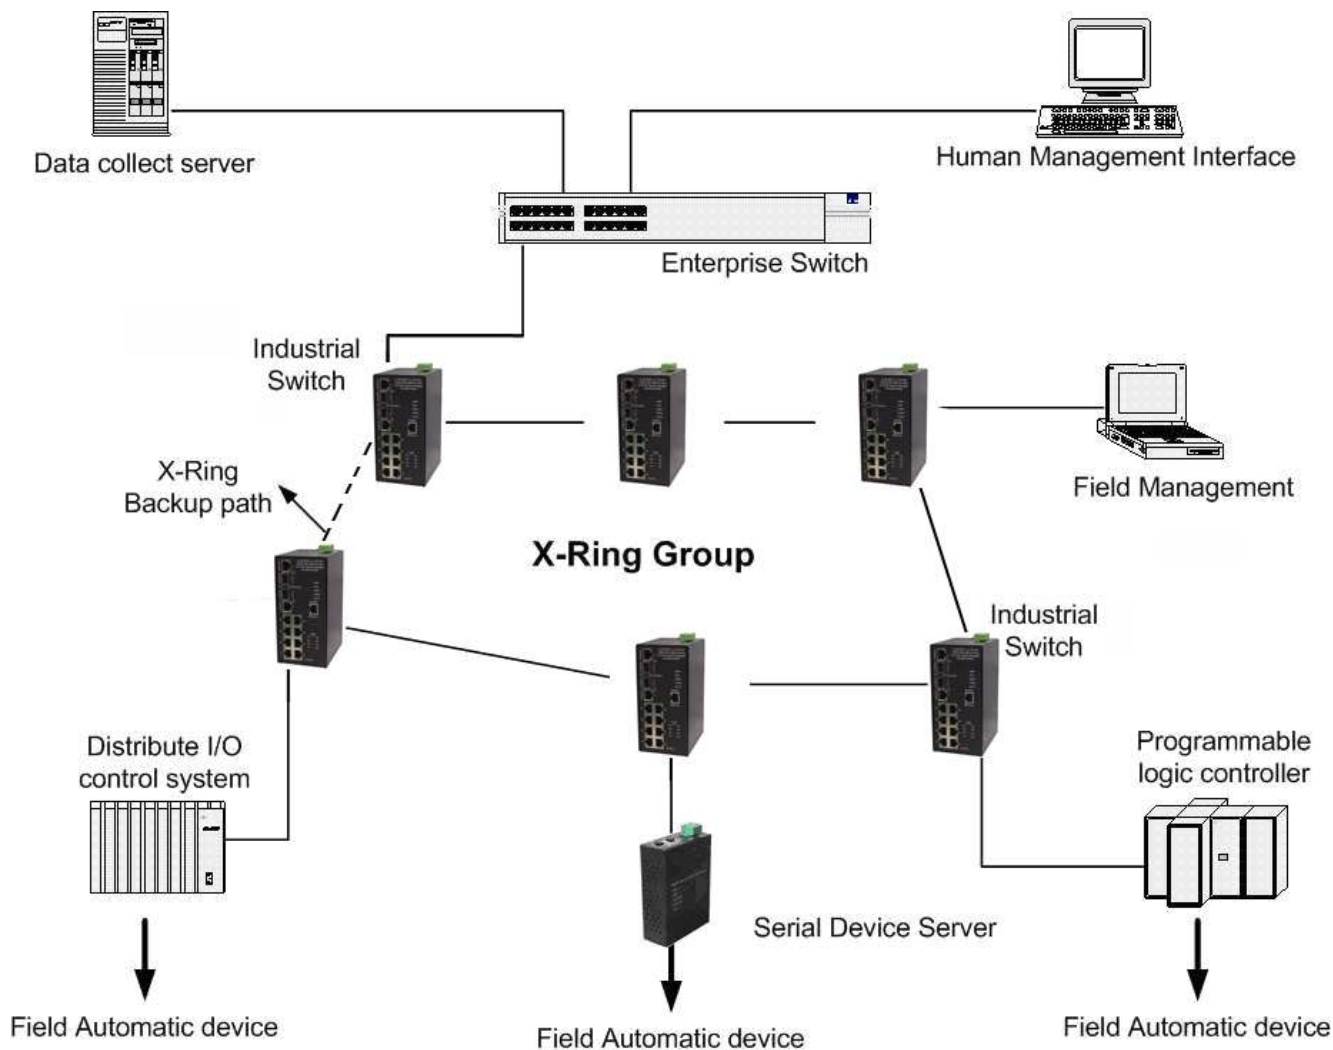 Data collect server
Human Management Interface
Enterprise Switch
Industrial
Switch
X-Ring
Backup path
Field Management
X-Ring Group
Industrial
Switch
Distribute I/O
control system
Programmable
logic controller
Serial Device Server
Field Automatic device
Field Automatic device
Field Automatic device